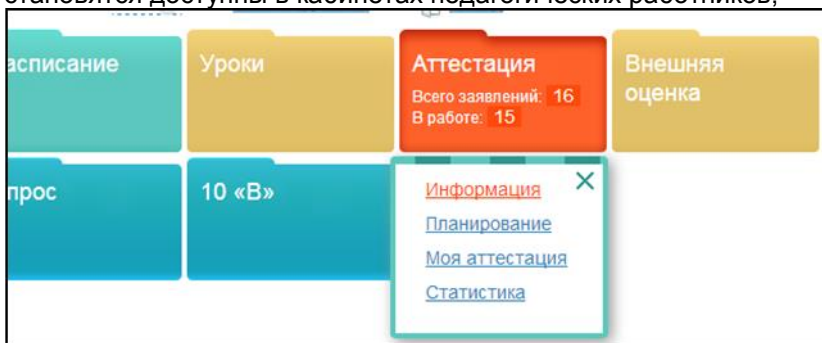 становятся доступны в кабинетах педагогических работников,
асписание
Уроки
Аттестация
Всего заявлений: 16
В работе: 15
Внешняя
оценка
прос
10 «В»
Информация
Планирование
Моя аттестация
Статистика